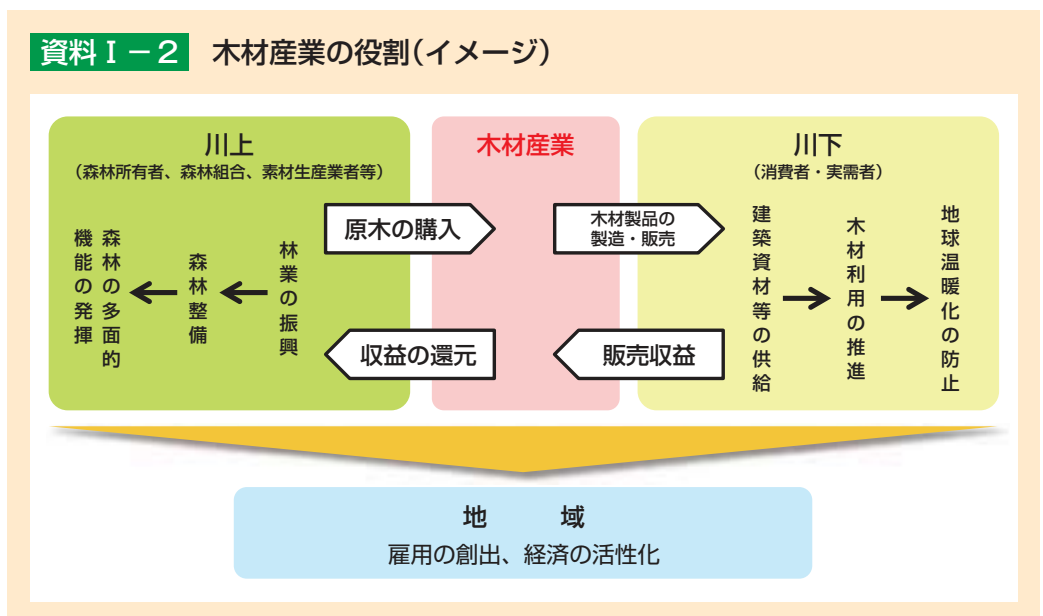 資料Ⅰ－2 木材産業の役割(イメージ)
川上
（森林所有者、森林組合、素材生産業者等）
木材産業
川下
（消費者・実需者）
原木の購入
木材製品の
製造・販売
林業の振興
森林整備
森林の多面的
機能の発揮
収益の還元
販売収益
建築資材等の供給
木材利用の推進
地球温暖化の防止
地 域
雇用の創出、経済の活性化